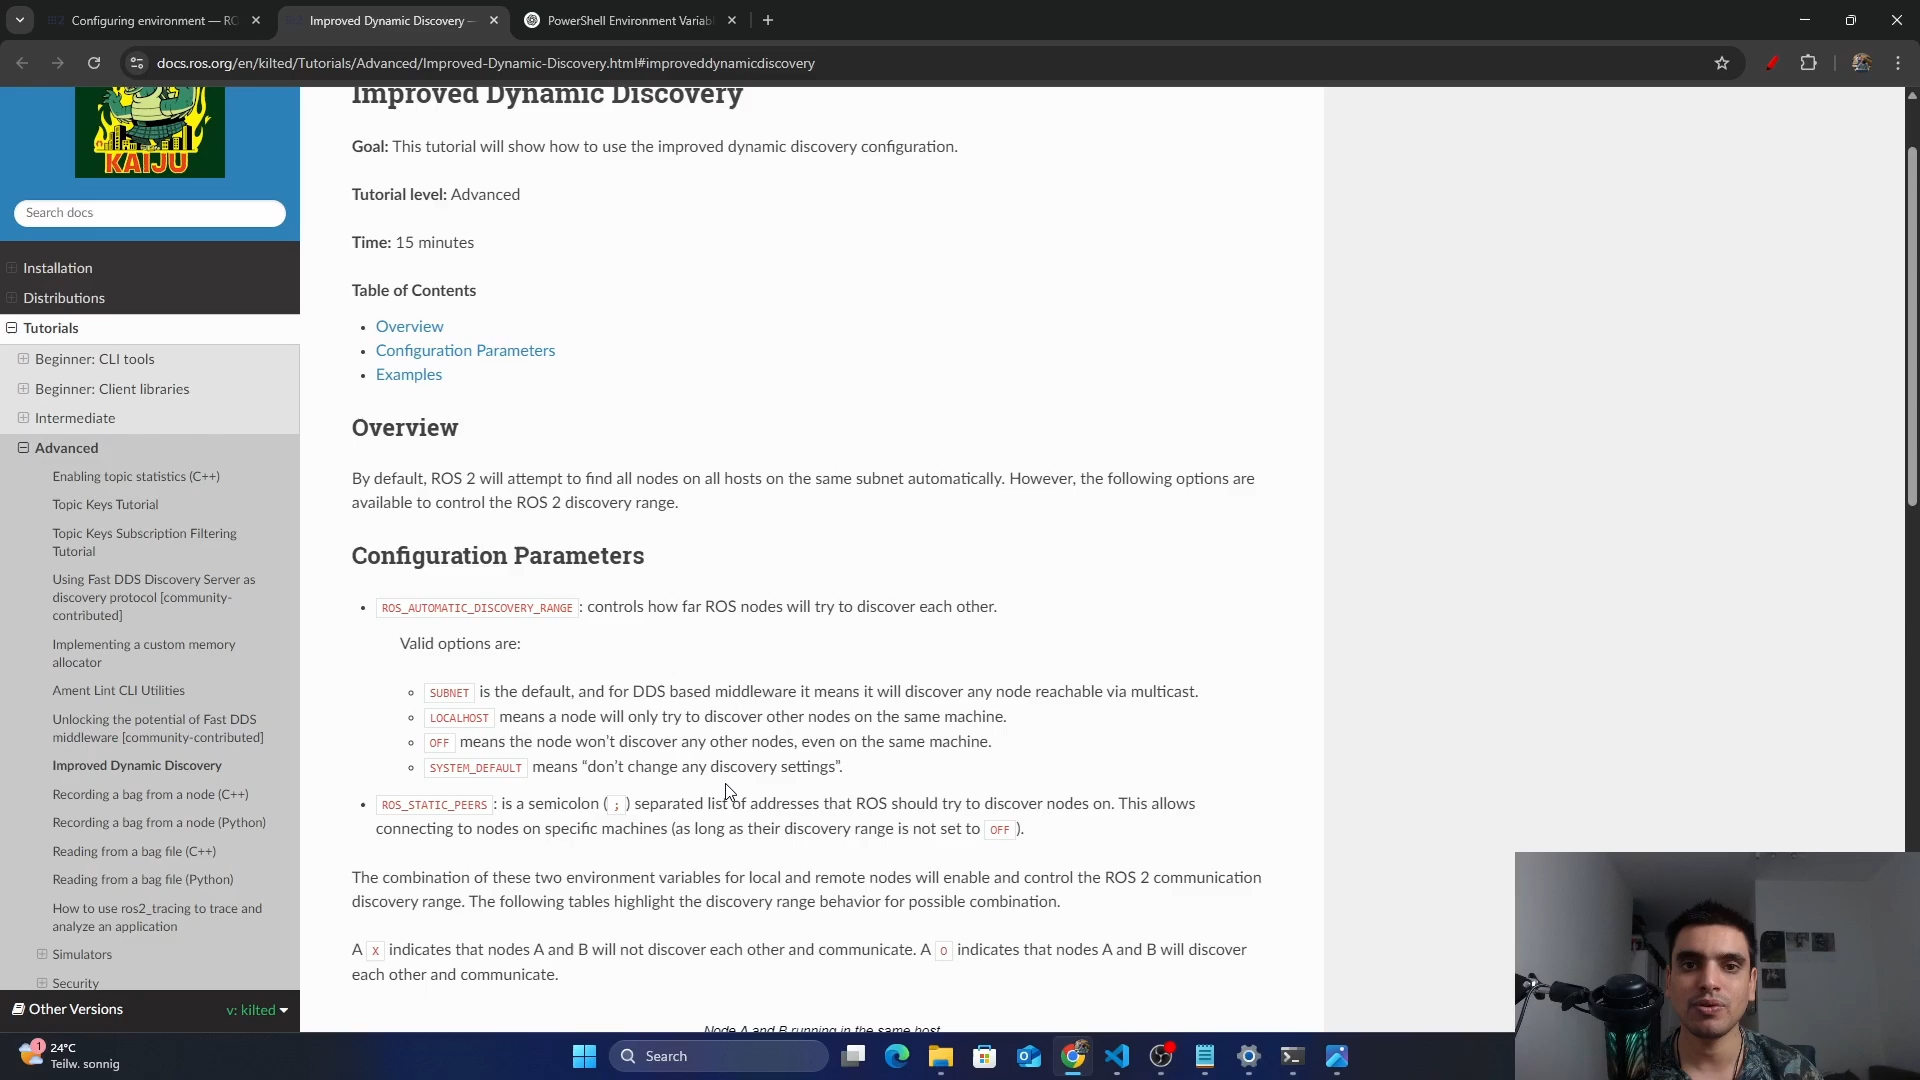 Configuring environment — RO
Improved Dynamic Discovery —
PowerShell Environment Variab
docs.ros.org/en/kilted/Tutorials/Advanced/Improved-Dynamic-Discovery.html#improveddynamicdiscovery
KAIJU
Search docs
Installation
Distributions
Tutorials
Beginner: CLI tools
Beginner: Client libraries
Intermediate
Advanced
Enabling topic statistics (C++)
Topic Keys Tutorial
Topic Keys Subscription Filtering
Tutorial
Using Fast DDS Discovery Server as
discovery protocol [community-
contributed]
Implementing a custom memory
allocator
Ament Lint CLI Utilities
Unlocking the potential of Fast DDS
middleware [community-contributed]
Improved Dynamic Discovery
Recording a bag from a node (C++)
Recording a bag from a node (Python)
Reading from a bag file (C++)
Reading from a bag file (Python)
How to use ros2_tracing to trace and
analyze an application
Simulators
Security
Other Versions
v: kilted
Improved Dynamic Discovery
Goal: This tutorial will show how to use the improved dynamic discovery configuration.
Tutorial level: Advanced
Time: 15 minutes
Table of Contents
• Overview
• Configuration Parameters
• Examples
Overview
By default, ROS 2 will attempt to find all nodes on all hosts on the same subnet automatically. However, the following options are
available to control the ROS 2 discovery range.
Configuration Parameters
• ROS_AUTOMATIC_DISCOVERY_RANGE: controls how far ROS nodes will try to discover each other.
Valid options are:
◦ SUBNET is the default, and for DDS based middleware it means it will discover any node reachable via multicast.
◦ LOCALHOST means a node will only try to discover other nodes on the same machine.
◦ OFF means the node won’t discover any other nodes, even on the same machine.
◦ SYSTEM_DEFAULT means “don’t change any discovery settings”.
• ROS_STATIC_PEERS: is a semicolon (;) separated list of addresses that ROS should try to discover nodes on. This allows
connecting to nodes on specific machines (as long as their discovery range is not set to OFF).
The combination of these two environment variables for local and remote nodes will enable and control the ROS 2 communication
discovery range. The following tables highlight the discovery range behavior for possible combination.
A X indicates that nodes A and B will not discover each other and communicate. A O indicates that nodes A and B will discover
each other and communicate.
Node A and B running in the same host
1
24°C
Teilw. sonnig
Search